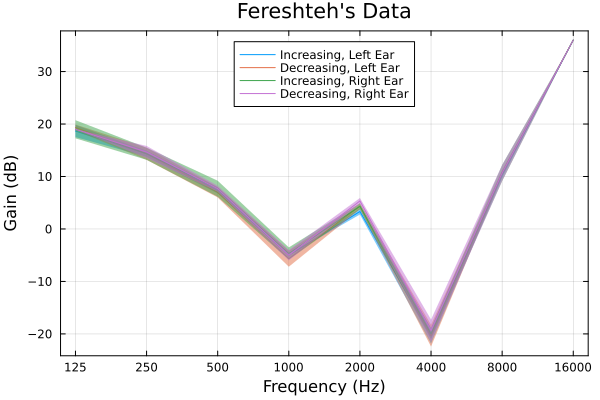 Fereshteh's Data
Increasing, Left Ear
Decreasing, Left Ear
Increasing, Right Ear
Decreasing, Right Ear
Gain (dB)
30
20
10
0
−10
−20
125 250 500 1000 2000 4000 8000 16000
Frequency (Hz)